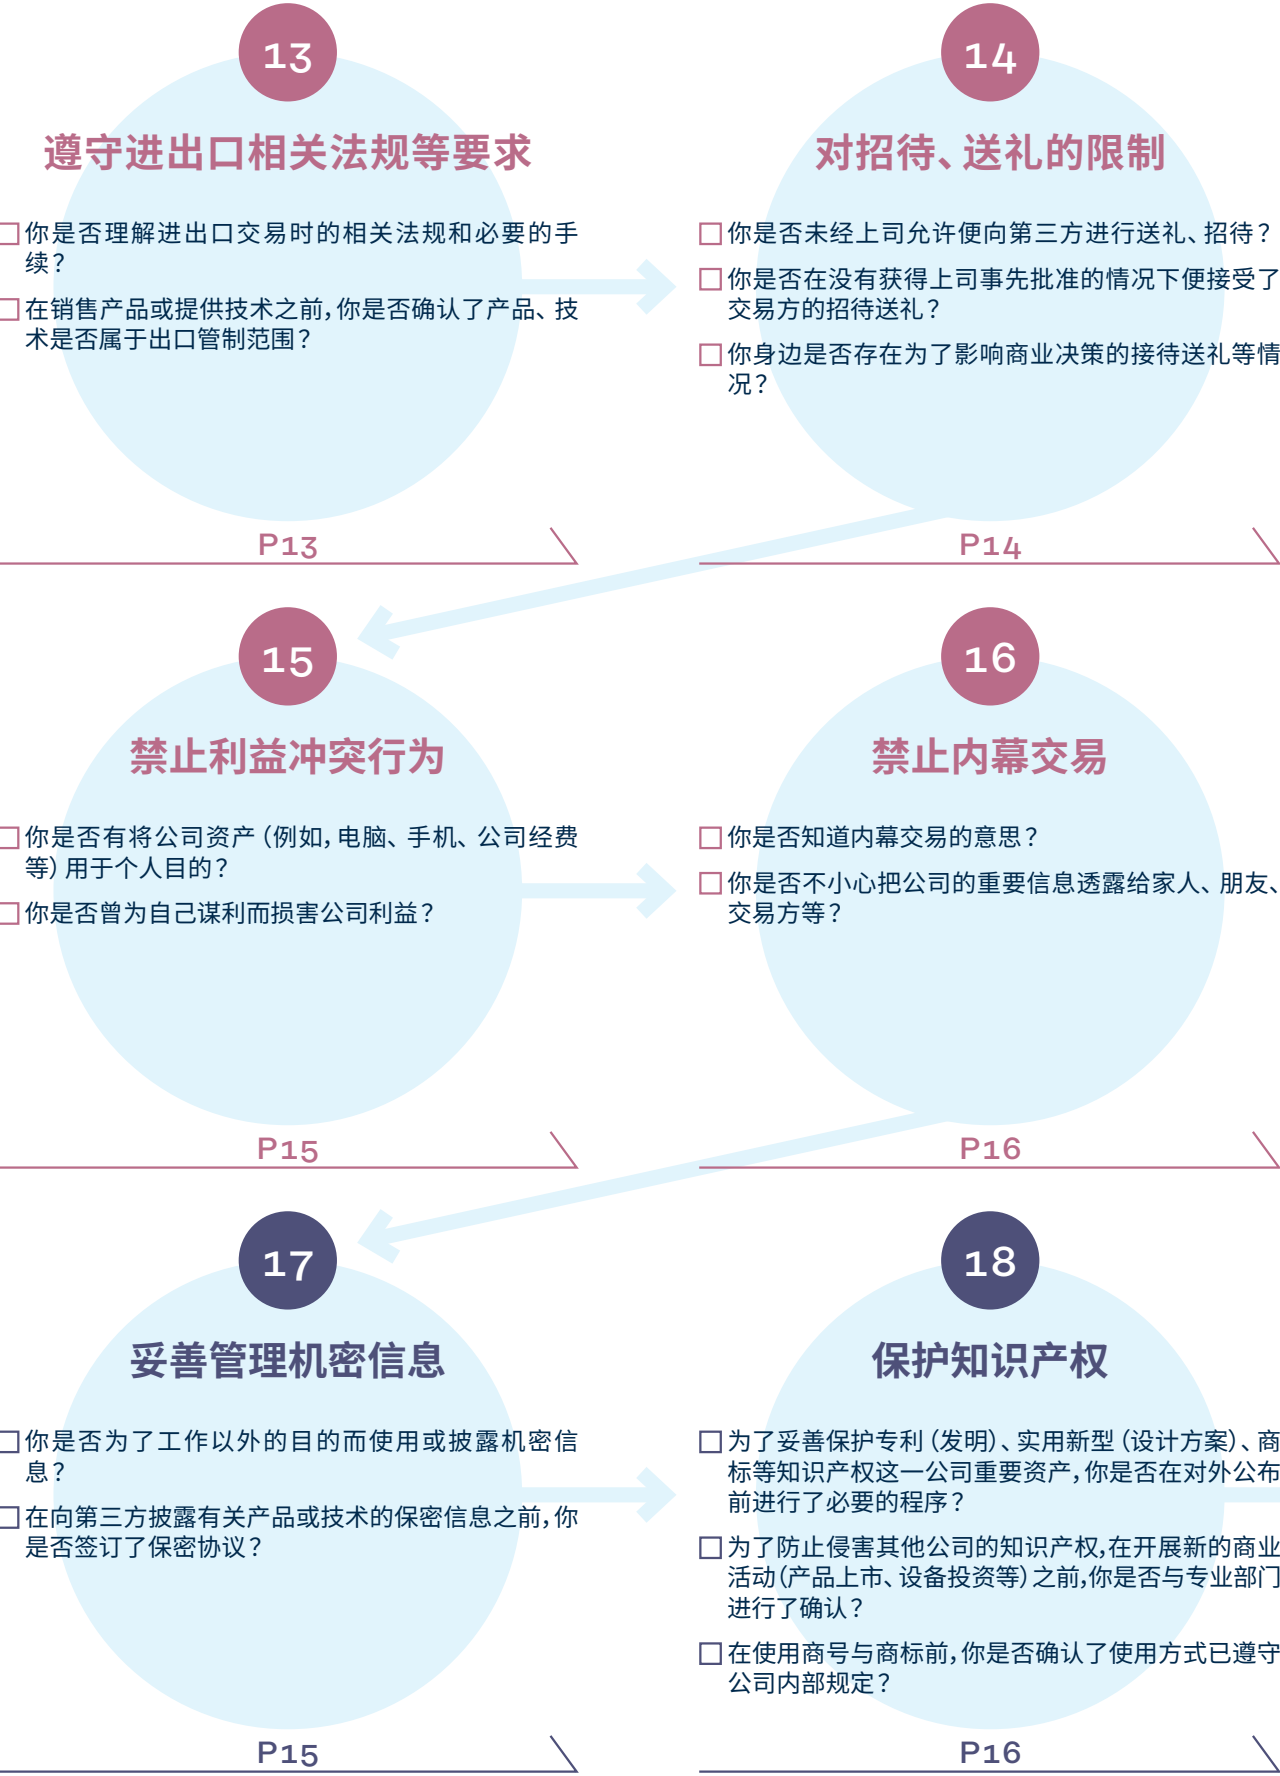 13
遵守进出口相关法规等要求
□你是否理解进出口交易时的相关法规和必要的手
续？
□在销售产品或提供技术之前，你是否确认了产品、技
术是否属于出口管制范围？
P13
14
对招待、送礼的限制
□你是否未经上司允许便向第三方进行送礼、招待？
□你是否在没有获得上司事先批准的情况下便接受了
交易方的招待送礼？
□你身边是否存在为了影响商业决策的接待送礼等情
况？
P14
15
禁止利益冲突行为
□你是否有将公司资产（例如，电脑、手机、公司经费
等）用于个人目的？
□你是否曾为自己谋利而损害公司利益？
P15
16
禁止内幕交易
□你是否知道内幕交易的意思？
□你是否不小心把公司的重要信息透露给家人、朋友、
交易方等？
P16
17
妥善管理机密信息
□你是否为了工作以外的目的而使用或披露机密信
息？
□在向第三方披露有关产品或技术的保密信息之前，你
是否签订了保密协议？
P15
18
保护知识产权
□为了妥善保护专利（发明）、实用新型（设计方案）、商
标等知识产权这一公司重要资产，你是否在对外公布
前进行了必要的程序？
□为了防止侵害其他公司的知识产权，在开展新的商业
活动（产品上市、设备投资等）之前，你是否与专业部门
进行了确认？
□在使用商号与商标前，你是否确认了使用方式已遵守
公司内部规定？
P16